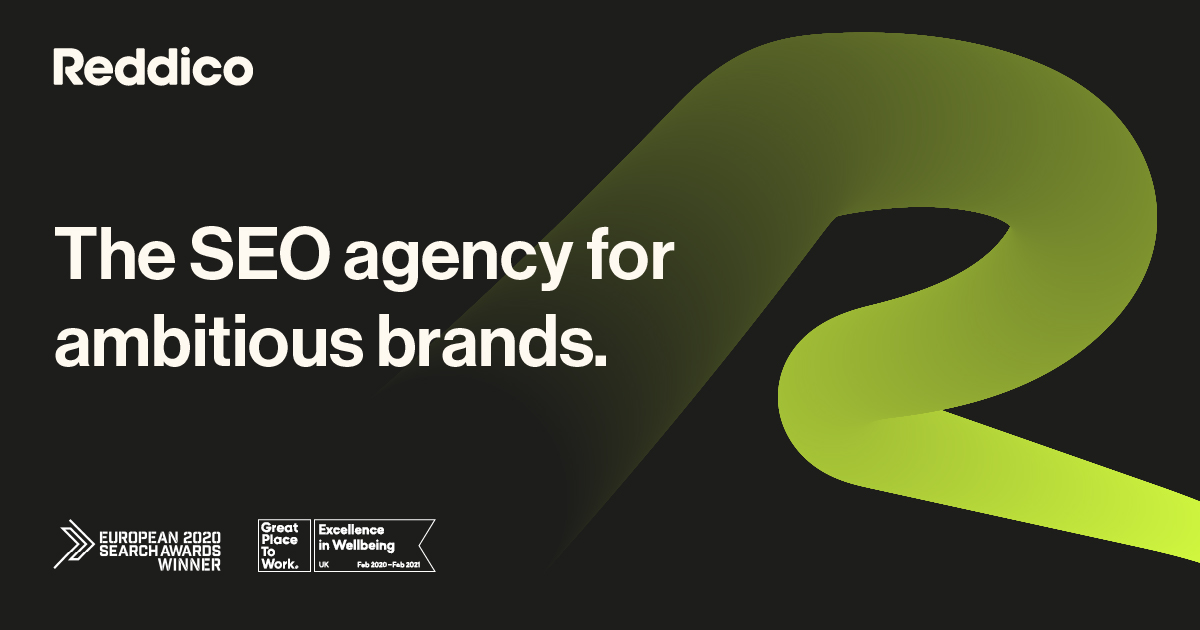 Reddico
The SEO agency for
ambitious brands.
EUROPEAN 2020
SEARCH AWARDS
WINNER
Great
Place
To
Work.
Excellence
in Wellbeing
UK Feb 2020–Feb 2021